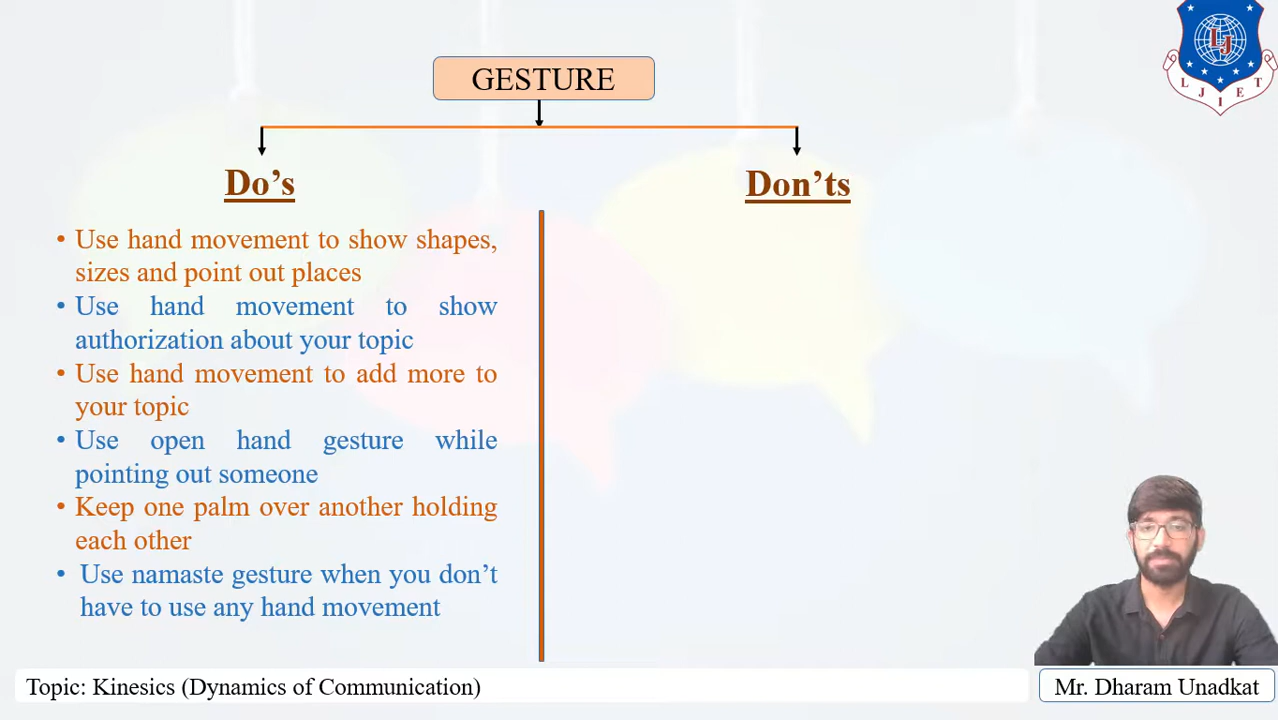 GESTURE
Do’s
Don’ts
• Use hand movement to show shapes,
sizes and point out places
• Use hand movement to show
authorization about your topic
• Use hand movement to add more to
your topic
• Use open hand gesture while
pointing out someone
• Keep one palm over another holding
each other
• Use namaste gesture when you don’t
have to use any hand movement
LJ
L J I E T
Topic: Kinesics (Dynamics of Communication)
Mr. Dharam Unadkat